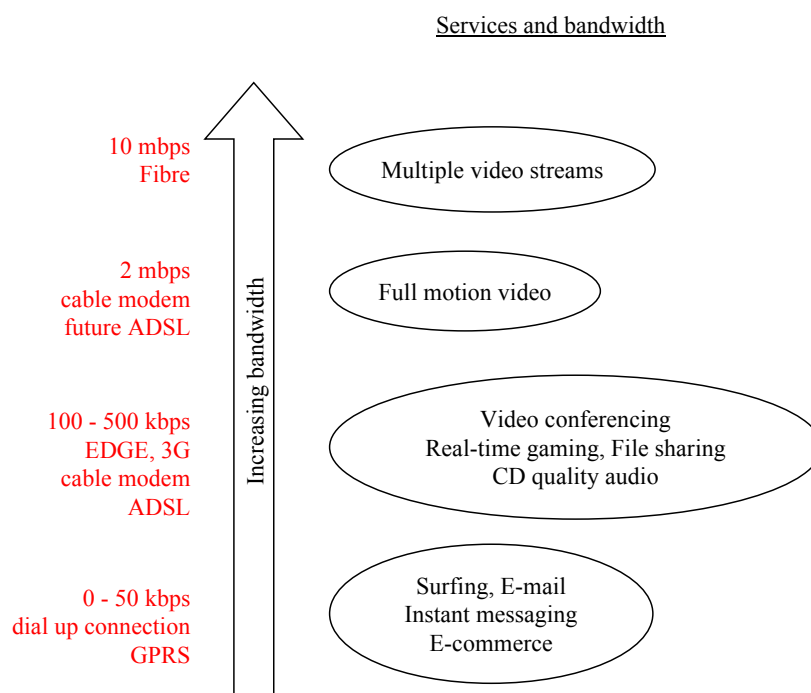 Services and bandwidth
10 mbps
Fibre
Multiple video streams
2 mbps
cable modem
future ADSL
Full motion video
Increasing bandwidth
100 - 500 kbps
EDGE, 3G
cable modem
ADSL
Video conferencing
Real-time gaming, File sharing
CD quality audio
0 - 50 kbps
dial up connection
GPRS
Surfing, E-mail
Instant messaging
E-commerce